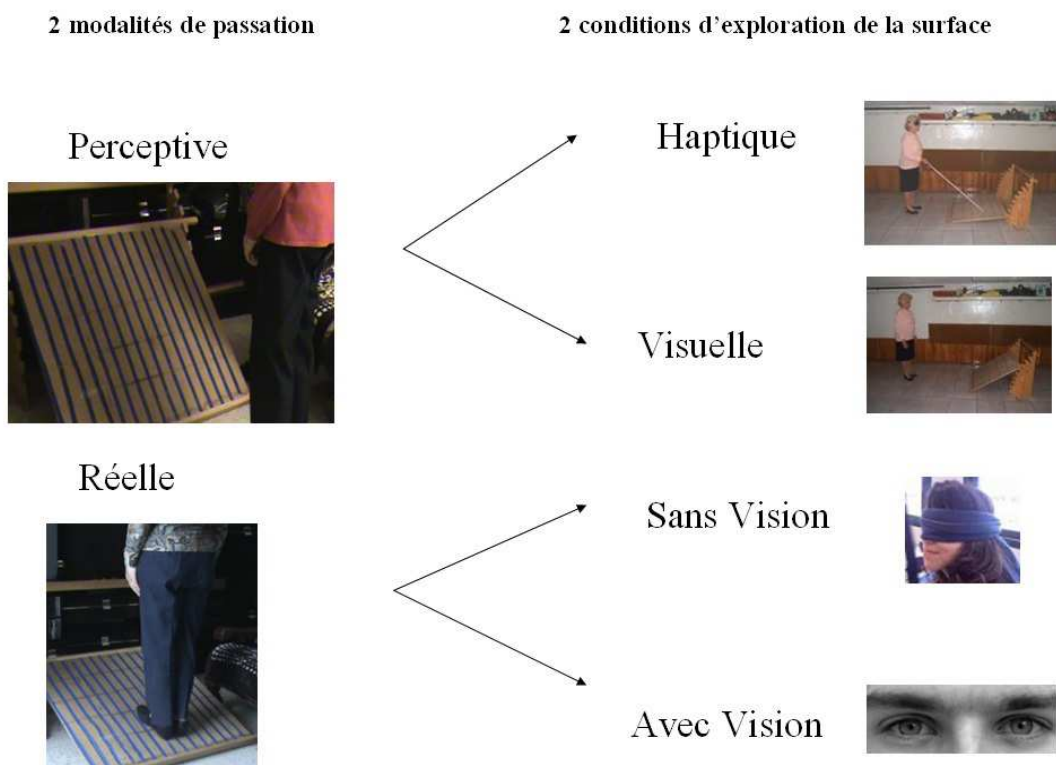 2 modalités de passation
2 conditions d'exploration de la surface
Perceptive
Haptique
Visuelle
Réelle
Sans Vision
Avec Vision